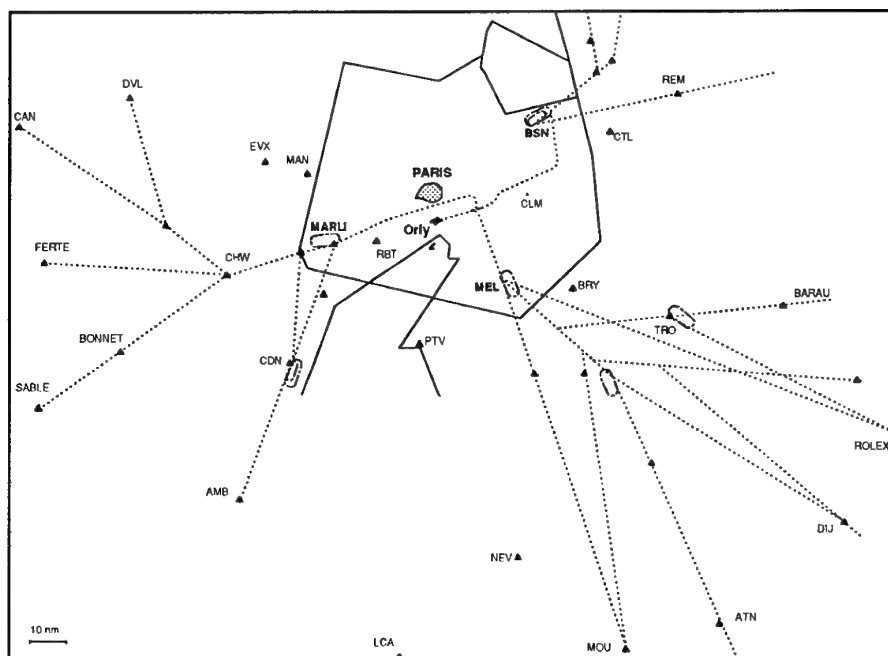 REM
DVL
CAN
BSN
CTL
EVX
MAN
PARIS
CLM
MARLI
Orly
RBT
FERTE
CHW
MEL
BRY
BARAU
TRO
BONNET
PTV
CDN
SABLE
ROLEX
AMB
DIJ
NEV
ATN
10 nm
LCA
MOU